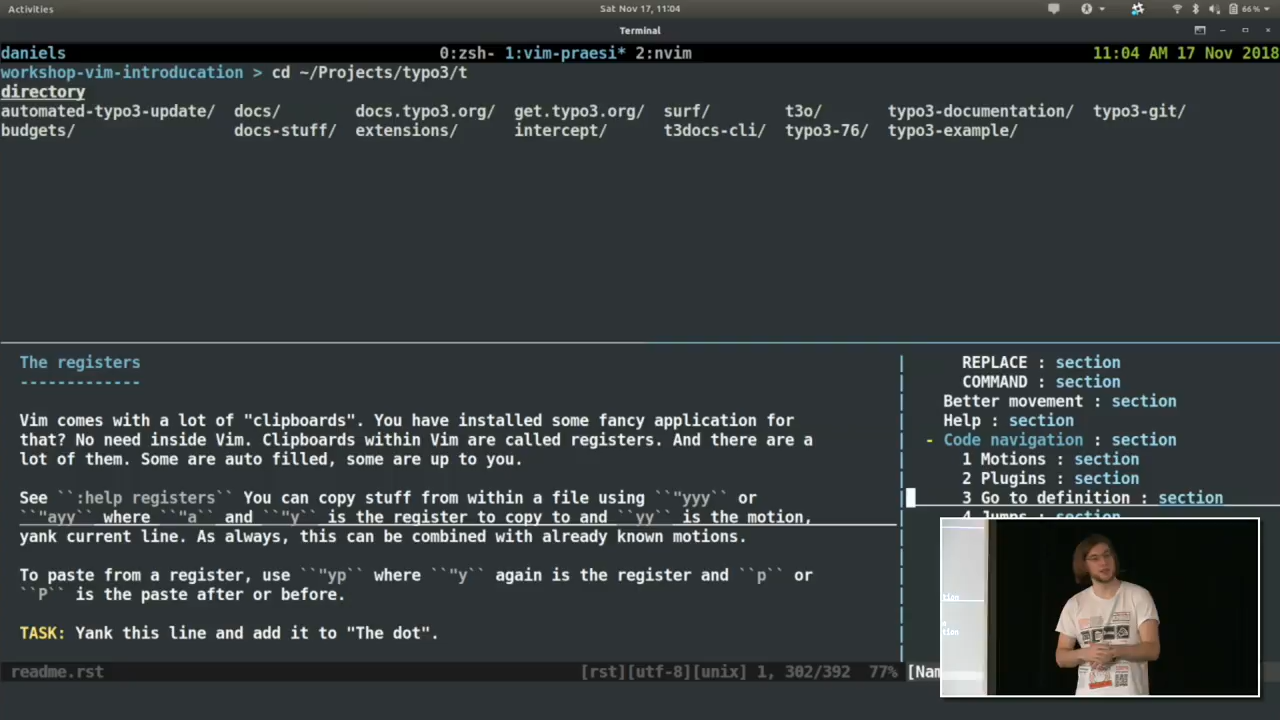 Activities
Sat Nov 17, 11:04
66%
Terminal
daniels 0:zsh- 1:vim-praesi* 2:nvim 11:04 AM 17 Nov 2018
workshop-vim-introducation > cd ~/Projects/typo3/t
directory
automated-typo3-update/ docs/ docs.typo3.org/ get.typo3.org/ surf/ t3o/ typo3-documentation/ typo3-git/
budgets/ docs-stuff/ extensions/ intercept/ t3docs-cli/ typo3-76/ typo3-example/
The registers
-------------
Vim comes with a lot of "clipboards". You have installed some fancy application for
that? No need inside Vim. Clipboards within Vim are called registers. And there are a
lot of them. Some are auto filled, some are up to you.
See ``:help registers`` You can copy stuff from within a file using ``"yyy`` or
``"ayy`` where ``"a`` and ``"y`` is the register to copy to and ``yy`` is the motion,
yank current line. As always, this can be combined with already known motions.
To paste from a register, use ``"yp`` where ``"y`` again is the register and ``p`` or
``P`` is the paste after or before.
TASK: Yank this line and add it to "The dot".
readme.rst [rst][utf-8][unix] 1, 302/392 77%
REPLACE : section
COMMAND : section
Better movement : section
Help : section
- Code navigation : section
1 Motions : section
2 Plugins : section
3 Go to definition : section
4 Jumps : section
[Nam